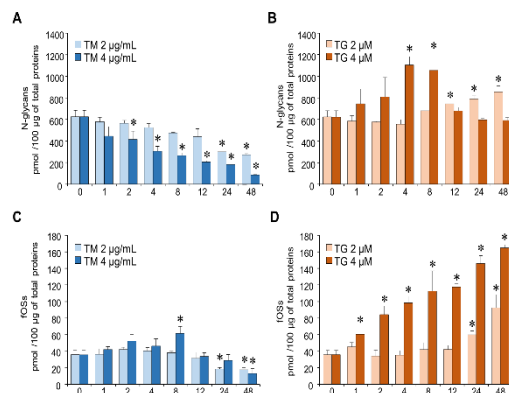 A
TM 2 µg/mL
TM 4 µg/mL
N-glycans
pmol /100 µg of total proteins
1400
1200
1000
800
600
400
200
0
* * * * * * * *
0 1 2 4 8 12 24 48
B
TG 2 µM
TG 4 µM
N-glycans
pmol /100 µg of total proteins
1400
1200
1000
800
600
400
200
0
* * * * *
0 1 2 4 8 12 24 48
C
TM 2 µg/mL
TM 4 µg/mL
fOSs
pmol /100 µg of total proteins
180
160
140
120
100
80
60
40
20
0
* * * *
0 1 2 4 8 12 24 48
D
TG 2 µM
TG 4 µM
fOSs
pmol /100 µg of total proteins
180
160
140
120
100
80
60
40
20
0
* * * * * * * * *
0 1 2 4 8 12 24 48